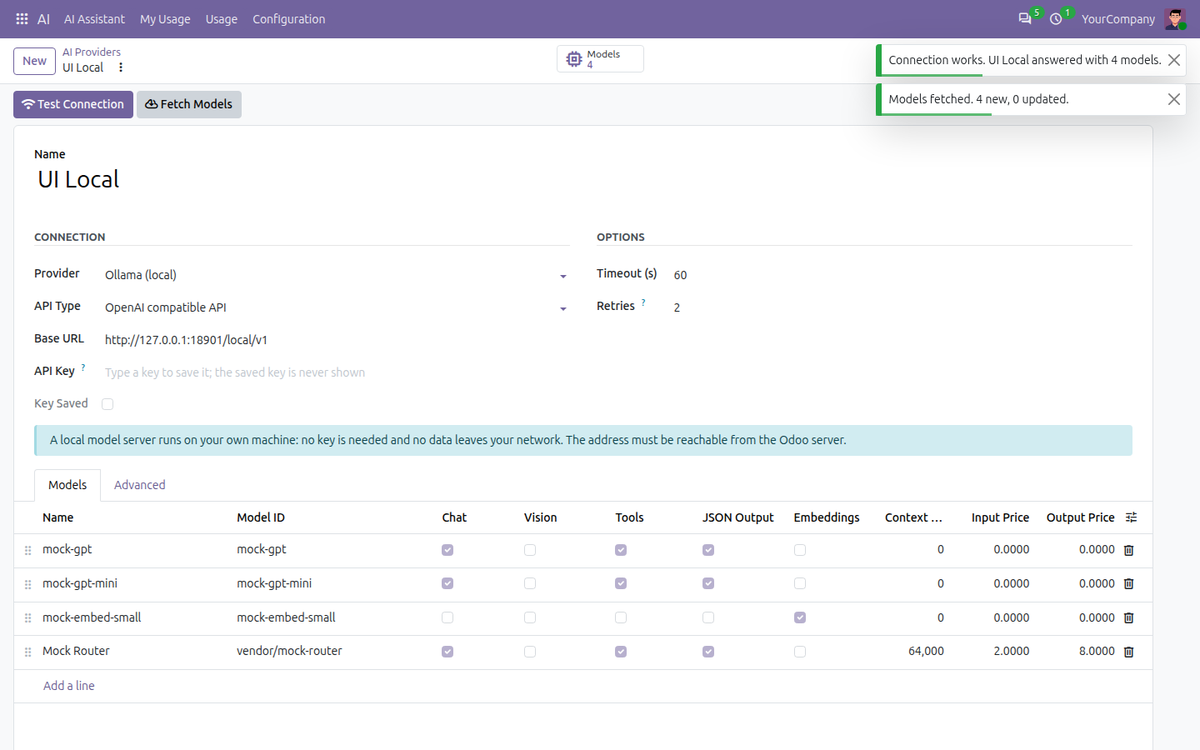 AI AI Assistant My Usage Usage Configuration 5 1 YourCompany
New AI Providers
UI Local
Models
4
Connection works. UI Local answered with 4 models.
Models fetched. 4 new, 0 updated.
Test Connection Fetch Models
Name
UI Local
CONNECTION
OPTIONS
Provider Ollama (local)
Timeout (s) 60
API Type OpenAI compatible API
Retries ? 2
Base URL http://127.0.0.1:18901/local/v1
API Key ? Type a key to save it; the saved key is never shown
Key Saved
A local model server runs on your own machine: no key is needed and no data leaves your network. The address must be reachable from the Odoo server.
Models Advanced
Name Model ID Chat Vision Tools JSON Output Embeddings Context ... Input Price Output Price
mock-gpt mock-gpt 0 0.0000 0.0000
mock-gpt-mini mock-gpt-mini 0 0.0000 0.0000
mock-embed-small mock-embed-small 0 0.0000 0.0000
Mock Router vendor/mock-router 64,000 2.0000 8.0000
Add a line